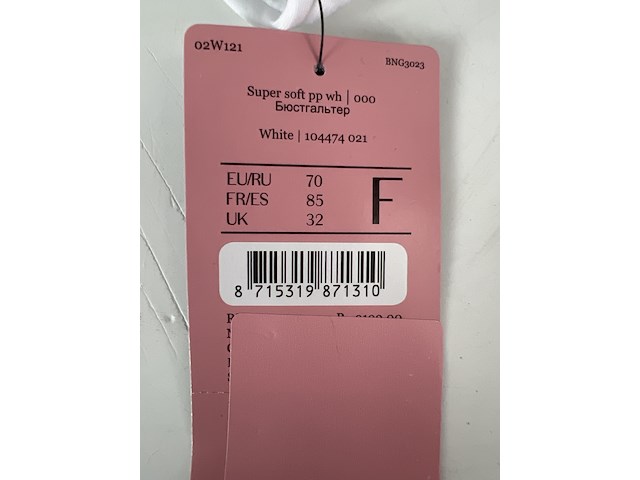 02W121
BNG3023
Super soft pp wh | 000
Бюстгальтер
White | 104474 021
EU/RU 70
FR/ES 85
UK 32
F
8 715319 871310